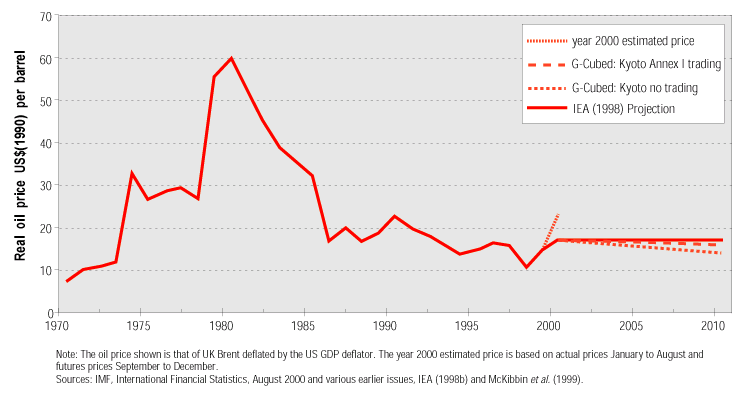 70
60
50
40
30
20
10
0
Real oil price US$(1990) per barrel
year 2000 estimated price
G-Cubed: Kyoto Annex I trading
G-Cubed: Kyoto no trading
IEA (1998) Projection
1970 1975 1980 1985 1990 1995 2000 2005 2010
Note: The oil price shown is that of UK Brent deflated by the US GDP deflator. The year 2000 estimated price is based on actual prices January to August and
futures prices September to December.
Sources: IMF, International Financial Statistics, August 2000 and various earlier issues, IEA (1998b) and McKibbin et al. (1999).